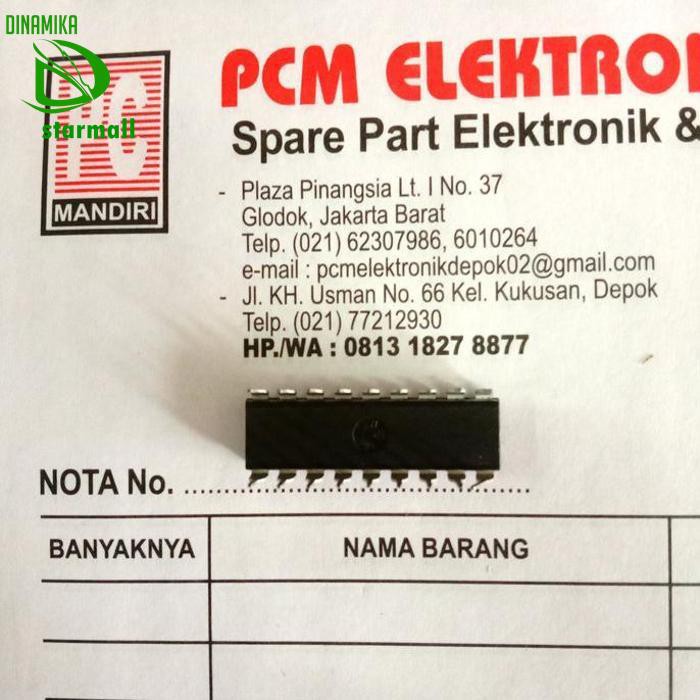 DINAMIKA
PC
starmall
MANDIRI
PCM ELEKTRON
Spare Part Elektronik &
- Plaza Pinangsia Lt. I No. 37
Glodok, Jakarta Barat
Telp. (021) 62307986, 6010264
e-mail : pcmelektronikdepok02@gmail.com
- Jl. KH. Usman No. 66 Kel. Kukusan, Depok
Telp. (021) 77212930
HP./WA : 0813 1827 8877
NOTA No. ......................................................
BANYAKNYA
NAMA BARANG